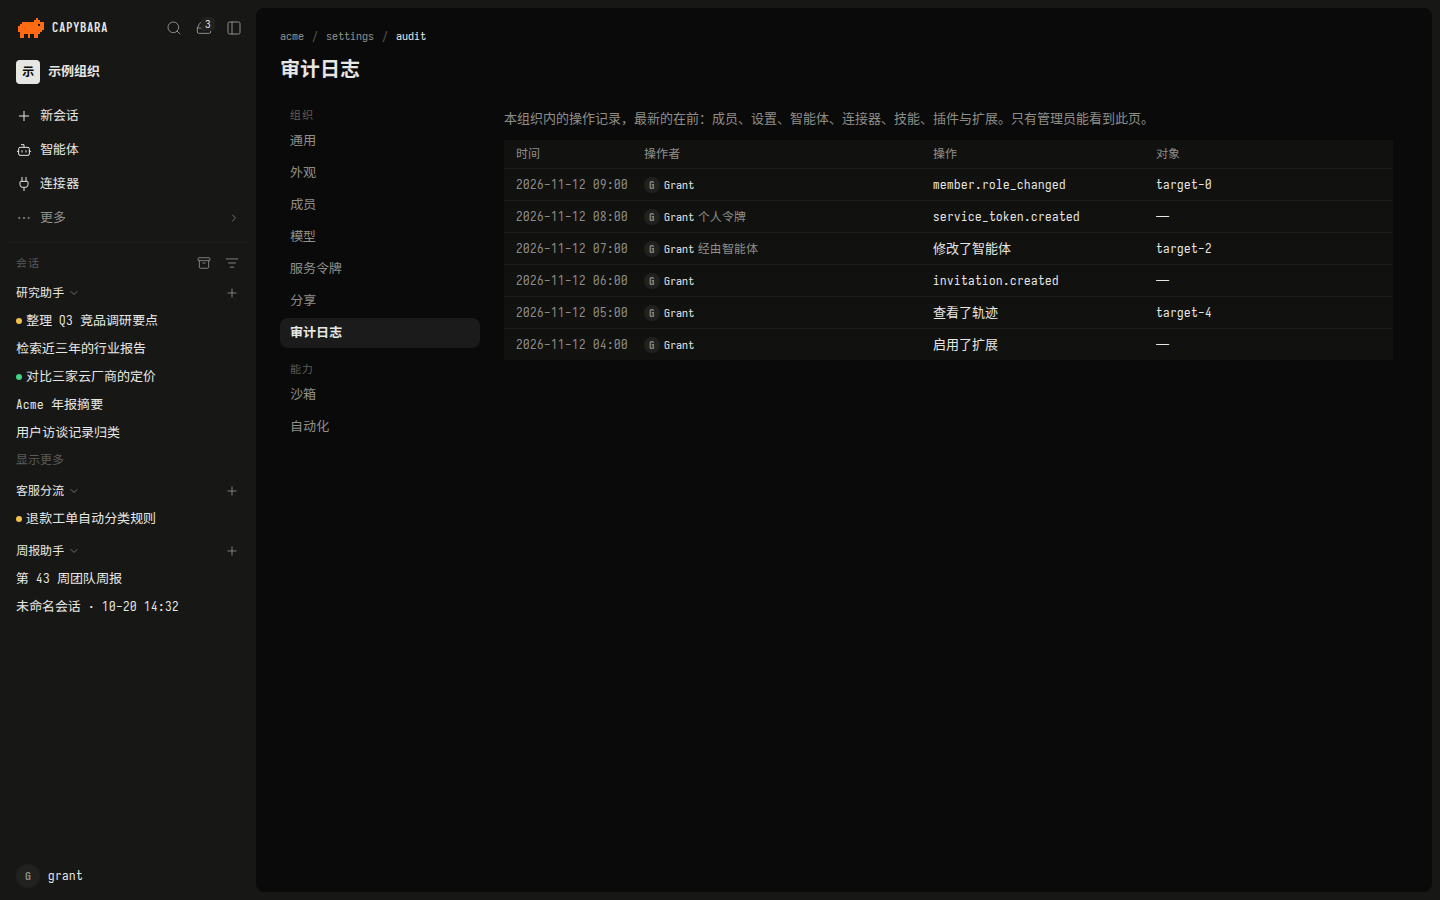 CAPYBARA
3
示 示例组织
新会话
智能体
连接器
更多
会话
研究助手
整理 Q3 竞品调研要点
检索近三年的行业报告
对比三家云厂商的定价
Acme 年报摘要
用户访谈记录归类
显示更多
客服分流
退款工单自动分类规则
周报助手
第 43 周团队周报
未命名会话 · 10-20 14:32
G grant
acme / settings / audit
审计日志
组织
通用
外观
成员
模型
服务令牌
分享
审计日志
能力
沙箱
自动化
本组织内的操作记录，最新的在前：成员、设置、智能体、连接器、技能、插件与扩展。只有管理员能看到此页。
时间 操作者 操作 对象
2026-11-12 09:00 G Grant member.role_changed target-0
2026-11-12 08:00 G Grant 个人令牌 service_token.created —
2026-11-12 07:00 G Grant 经由智能体 修改了智能体 target-2
2026-11-12 06:00 G Grant invitation.created —
2026-11-12 05:00 G Grant 查看了轨迹 target-4
2026-11-12 04:00 G Grant 启用了扩展 —